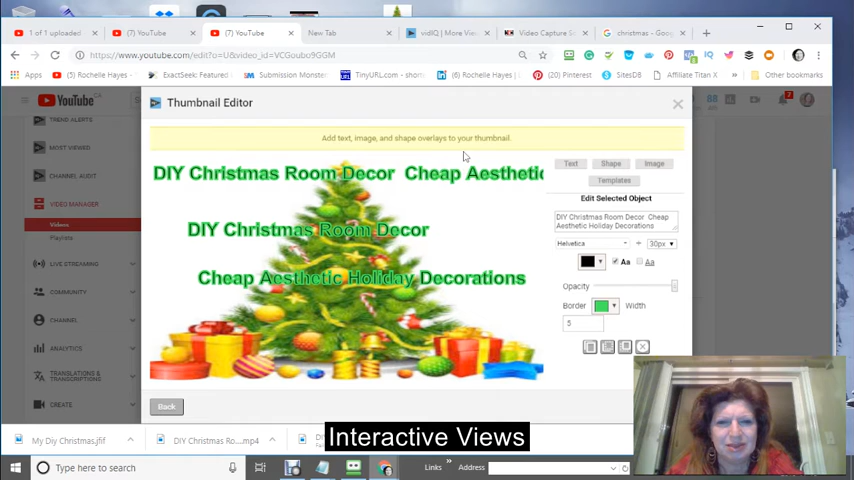 1 of 1 uploaded
(7) YouTube
(7) YouTube
New Tab
vidIQ | More Vie
Video Capture S
christmas - Goo
https://www.youtube.com/edit?o=U&video_id=VCGoubo9GGM
Apps
(5) Rochelle Hayes
ExactSeek: Featured
Submission Monster
TinyURL.com - short
(6) Rochelle Hayes
(20) Pinterest
SitesDB
Affiliate Titan X
Other bookmarks
YouTube
CA
7
TREND ALERTS
MOST VIEWED
CHANNEL AUDIT
VIDEO MANAGER
Videos
Playlists
LIVE STREAMING
COMMUNITY
CHANNEL
ANALYTICS
TRANSLATIONS &
TRANSCRIPTIONS
CREATE
Thumbnail Editor
Add text, image, and shape overlays to your thumbnail.
DIY Christmas Room Decor Cheap Aesthetic
DIY Christmas Room Decor
Cheap Aesthetic Holiday Decorations
Text
Shape
Image
Templates
Edit Selected Object
DIY Christmas Room Decor Cheap
Aesthetic Holiday Decorations
Helvetica
30px
Aa
Aa
Opacity
Border
Width
5
Back
My Diy Christmas.jfif
DIY Christmas Ro....mp4
Interactive Views
Type here to search
Links
Address